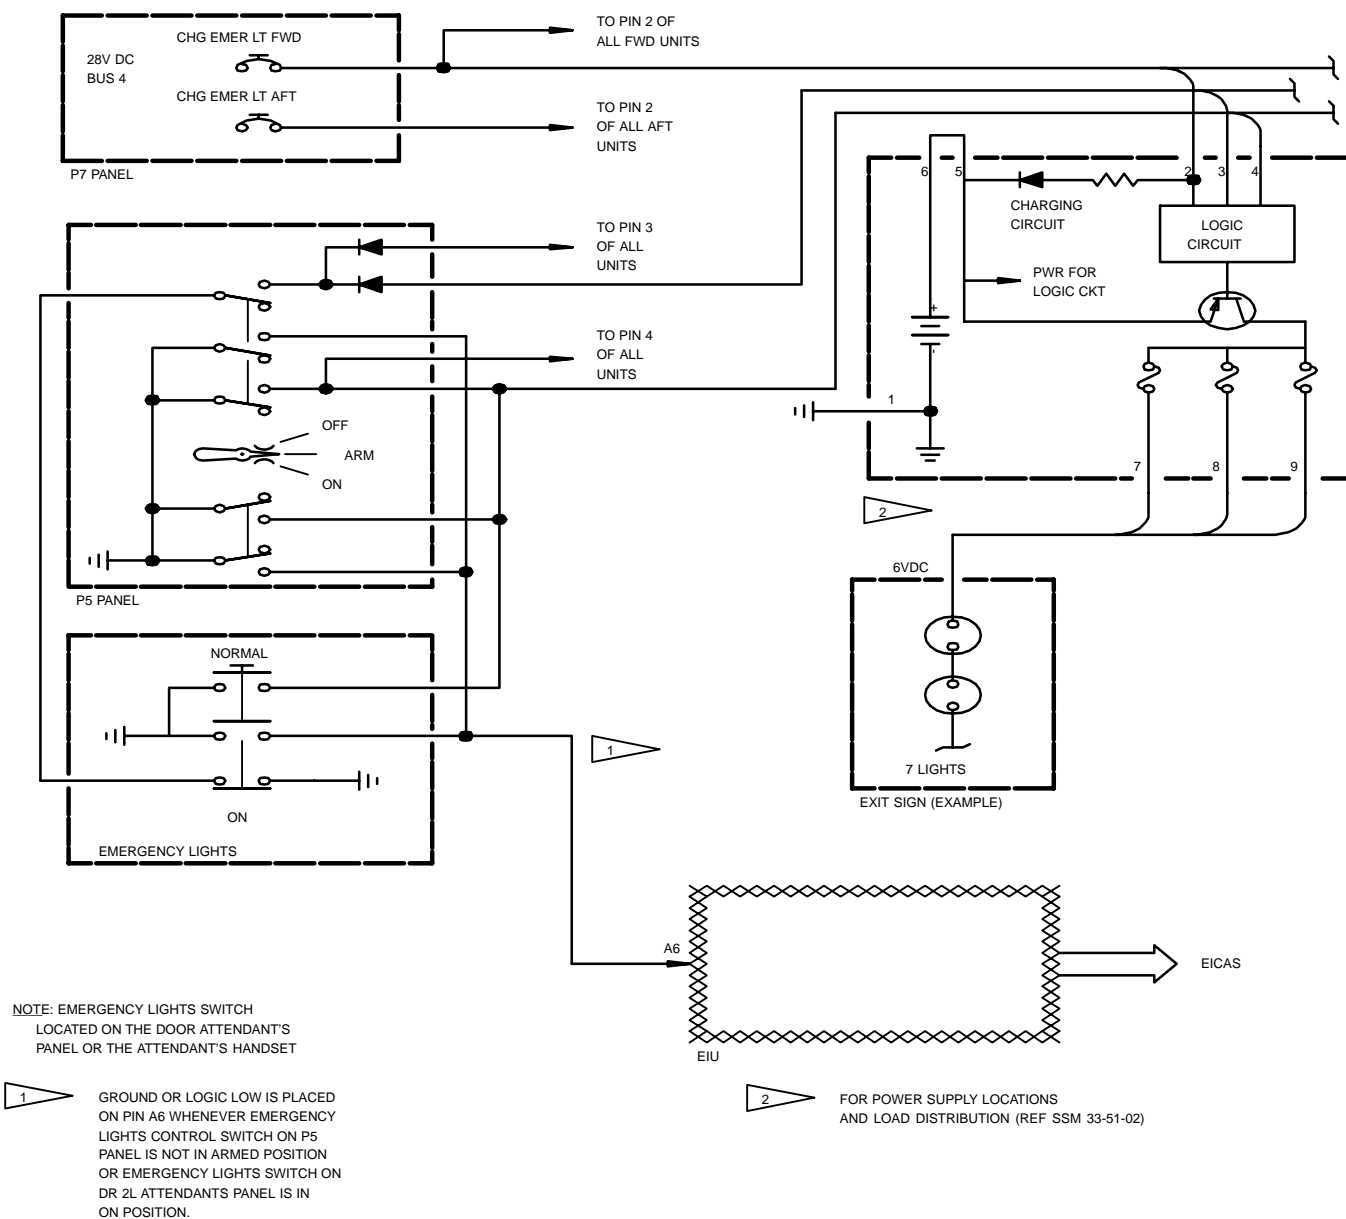 CHG EMER LT FWD
28V DC
BUS 4
CHG EMER LT AFT
P7 PANEL
TO PIN 2 OF
ALL FWD UNITS
TO PIN 2
OF ALL AFT
UNITS
TO PIN 3
OF ALL
UNITS
TO PIN 4
OF ALL
UNITS
OFF
ARM
ON
P5 PANEL
NORMAL
ON
EMERGENCY LIGHTS
6
5
2
3
4
CHARGING
CIRCUIT
LOGIC
CIRCUIT
PWR FOR
LOGIC CKT
+
-
1
7
8
9
2
6VDC
7 LIGHTS
EXIT SIGN (EXAMPLE)
1
A6
EIU
EICAS
NOTE: EMERGENCY LIGHTS SWITCH
LOCATED ON THE DOOR ATTENDANT'S
PANEL OR THE ATTENDANT'S HANDSET
1
GROUND OR LOGIC LOW IS PLACED
ON PIN A6 WHENEVER EMERGENCY
LIGHTS CONTROL SWITCH ON P5
PANEL IS NOT IN ARMED POSITION
OR EMERGENCY LIGHTS SWITCH ON
DR 2L ATTENDANTS PANEL IS IN
ON POSITION.
2
FOR POWER SUPPLY LOCATIONS
AND LOAD DISTRIBUTION (REF SSM 33-51-02)